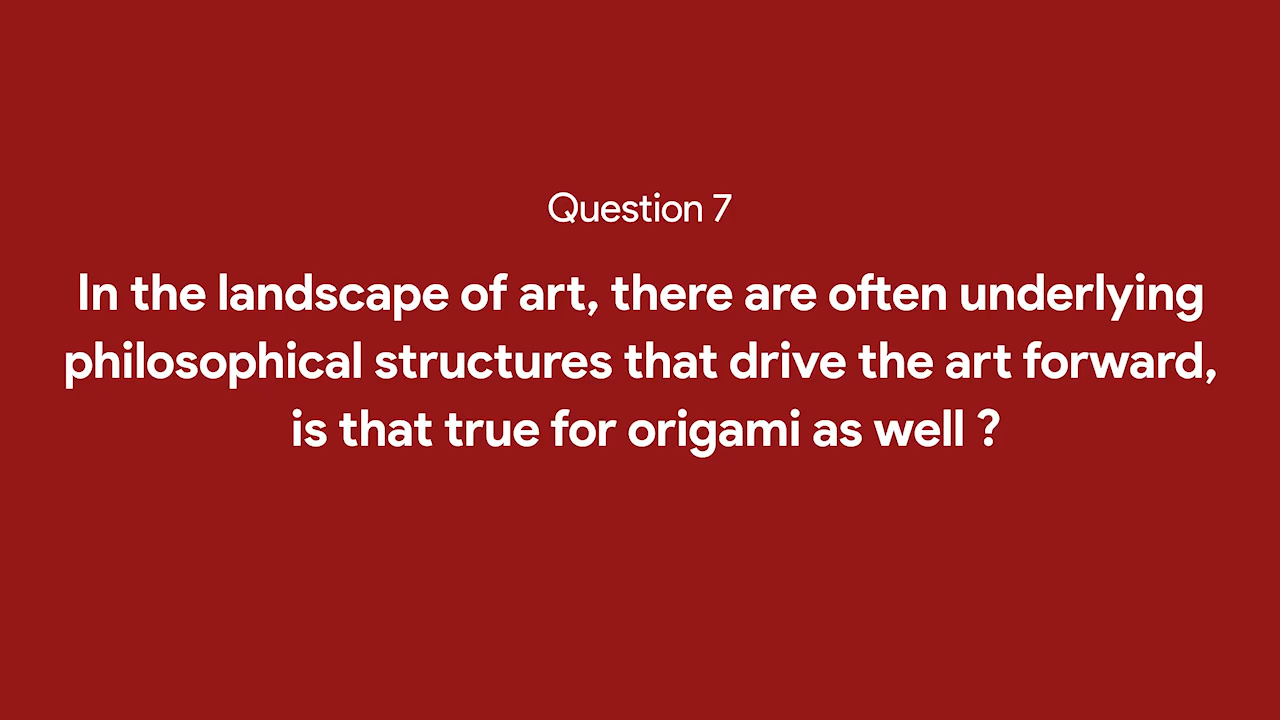 Question 7
In the landscape of art, there are often underlying
philosophical structures that drive the art forward,
is that true for origami as well ?